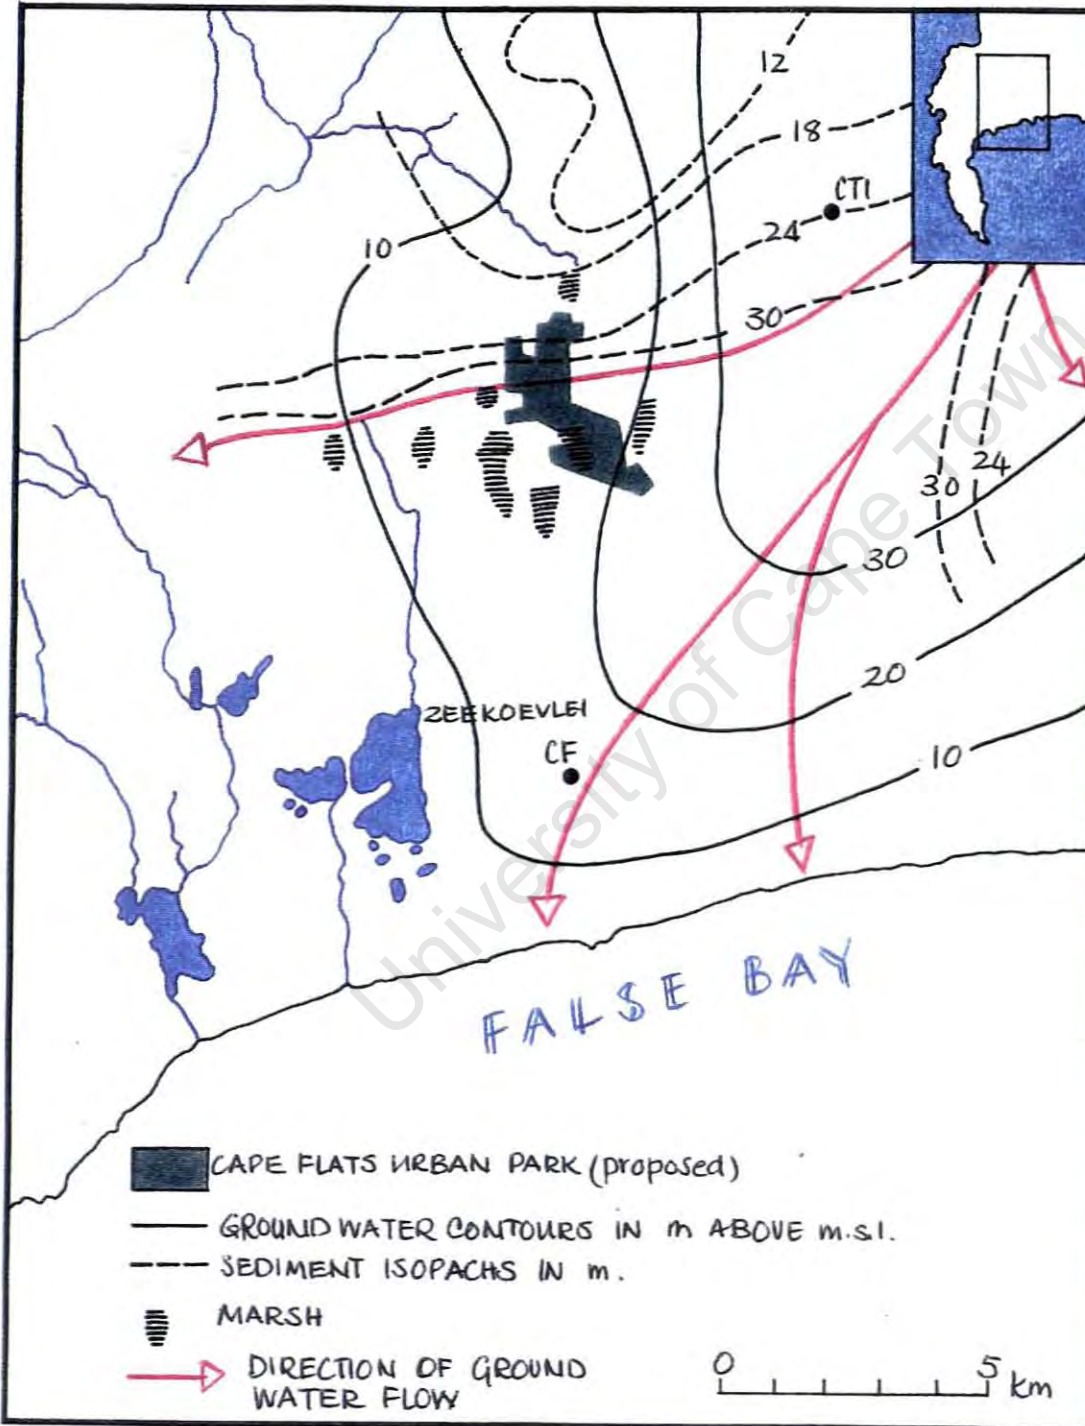 12
18
CTI
24
10
30
24
30
30
20
ZEEKOEVLEI
CF
10
University of Cape Town
FALSE BAY
CAPE FLATS URBAN PARK (proposed)
GROUND WATER CONTOURS IN m ABOVE m.s.l.
SEDIMENT ISOPACHS IN m.
MARSH
DIRECTION OF GROUND
WATER FLOW
0 5 km